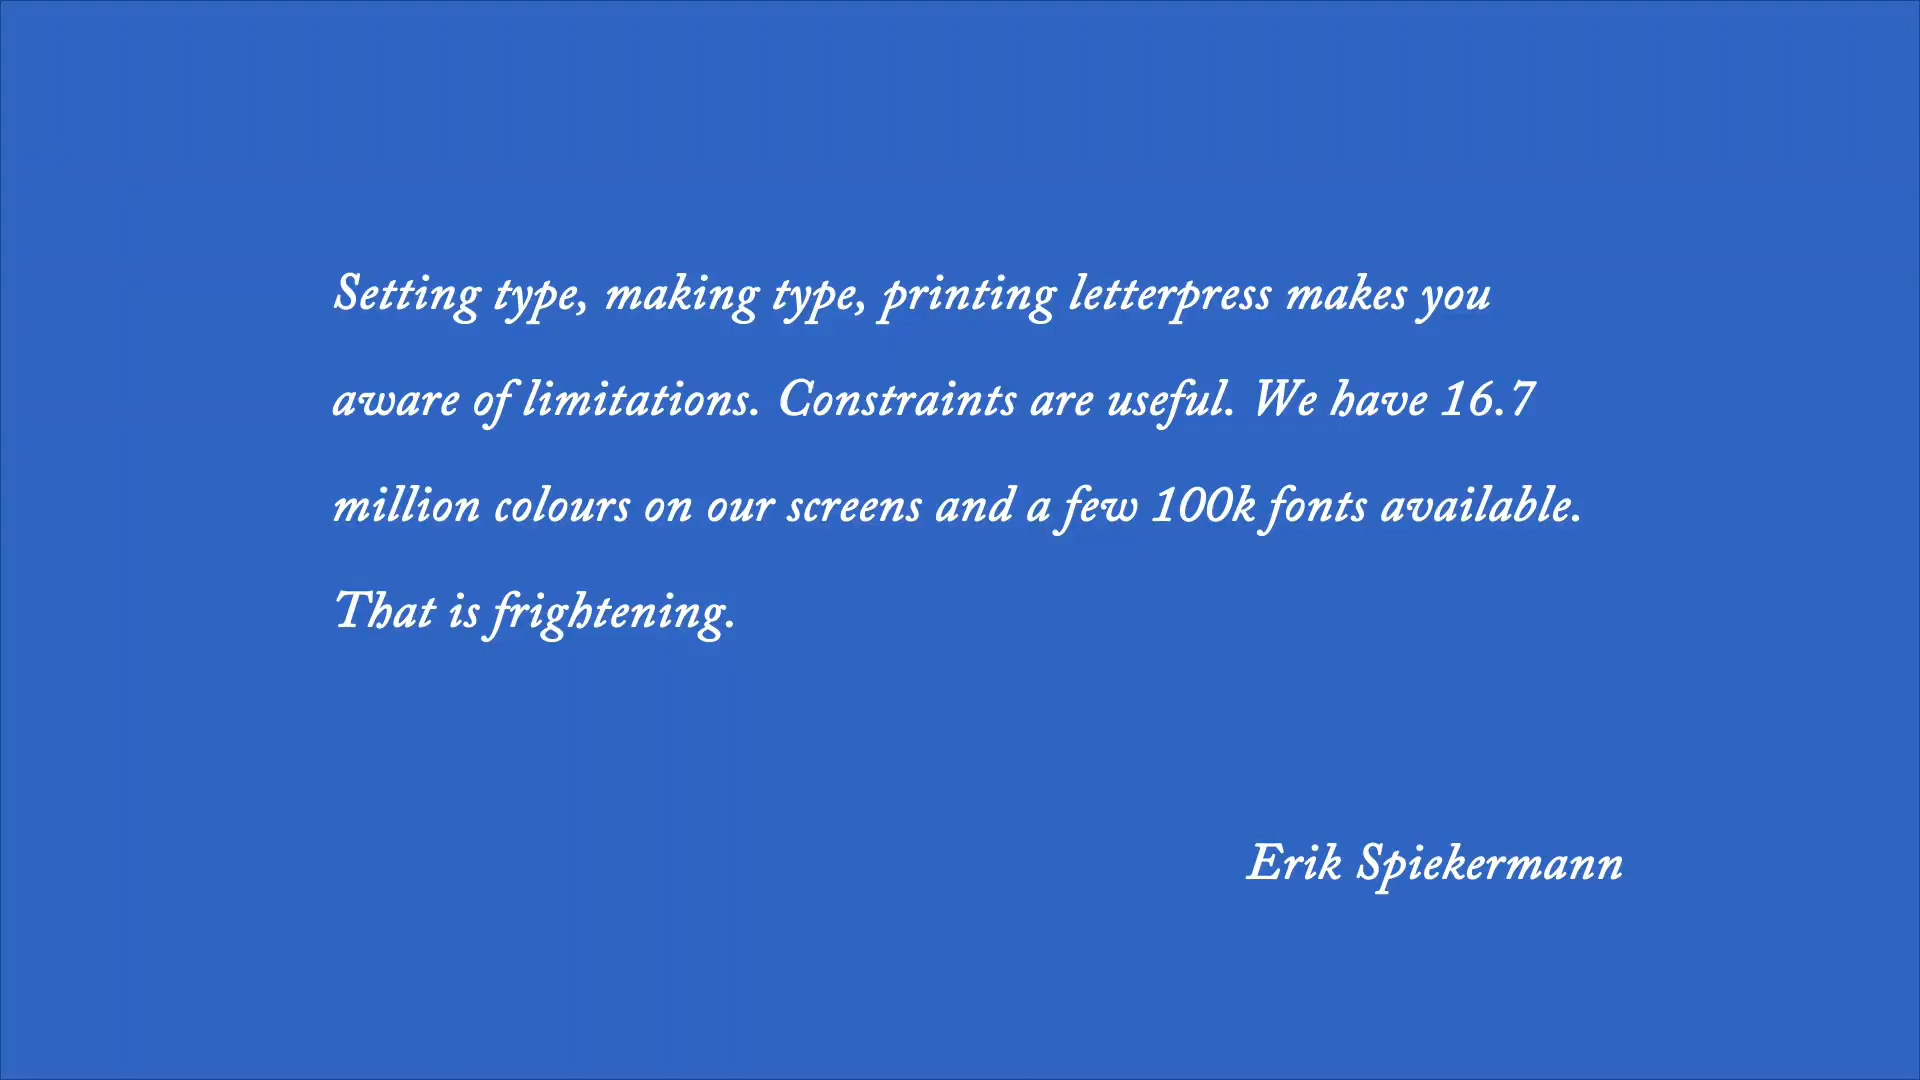 Setting type, making type, printing letterpress makes you
aware of limitations. Constraints are useful. We have 16.7
million colours on our screens and a few 100k fonts available.
That is frightening.
Erik Spiekermann